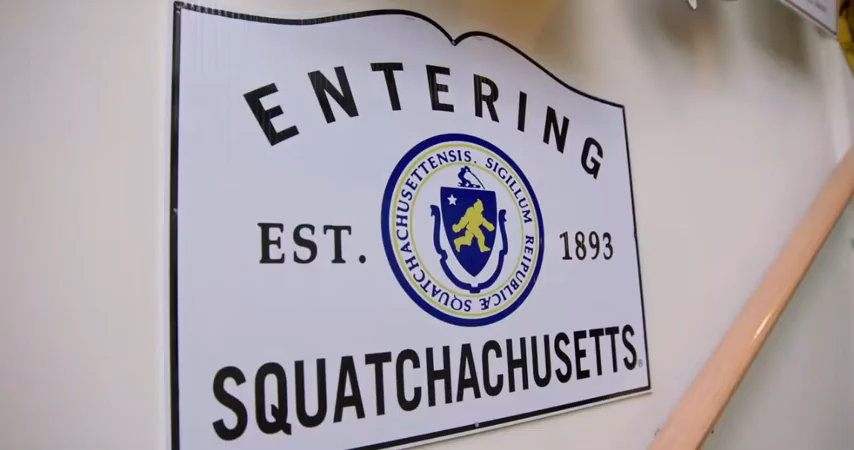 ENTERING
SIGILLUM REIPUBLICÆ SQUATCHACHUSETTENSIS.
EST. 1893
SQUATCHACHUSETTS®